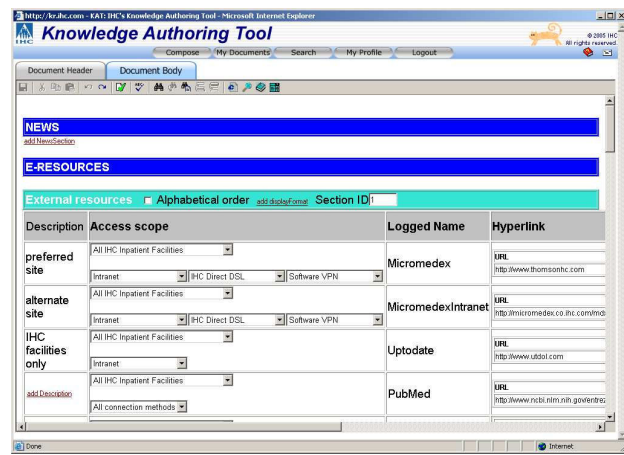 http://kr.ihc.com - KAT: IHC's Knowledge Authoring Tool - Microsoft Internet Explorer
IHC
Knowledge Authoring Tool
© 2005 IHC
All rights reserved
Compose My Documents Search My Profile Logout
Document Header Document Body
NEWS
add NewsSection
E-RESOURCES
External resources Alphabetical order add displayFormat Section ID 1
Description Access scope Logged Name Hyperlink
preferred site
All IHC Inpatient Facilities
Intranet IHC Direct DSL Software VPN
Micromedex
URL
http://www.thomsonhc.com
alternate site
All IHC Inpatient Facilities
Intranet IHC Direct DSL Software VPN
MicromedexIntranet
URL
http://micromedex.co.ihc.com/mdx
IHC
facilities
only
All IHC Inpatient Facilities
Intranet
Uptodate
URL
http://www.utdol.com
add Description
All IHC Inpatient Facilities
All connection methods
PubMed
URL
http://www.ncbi.nlm.nih.gov/entrez
Done Internet